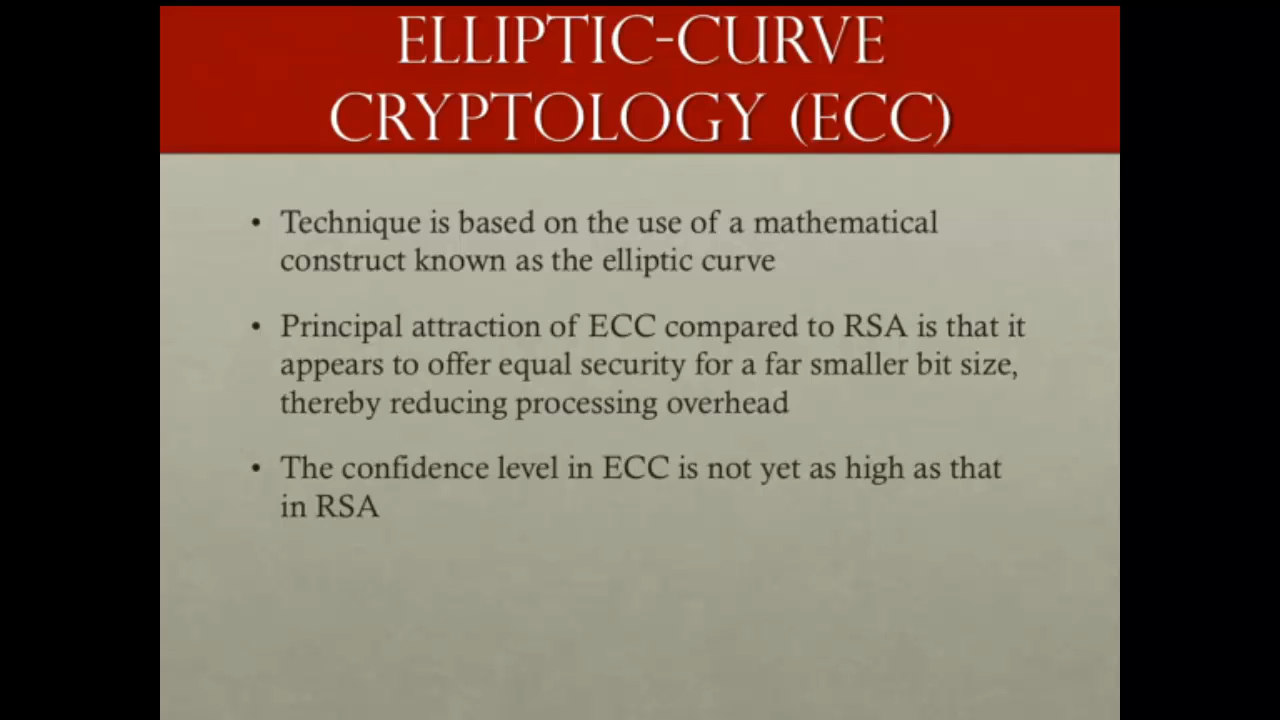 ELLIPTIC-CURVE
CRYPTOLOGY (ECC)
• Technique is based on the use of a mathematical
construct known as the elliptic curve
• Principal attraction of ECC compared to RSA is that it
appears to offer equal security for a far smaller bit size,
thereby reducing processing overhead
• The confidence level in ECC is not yet as high as that
in RSA